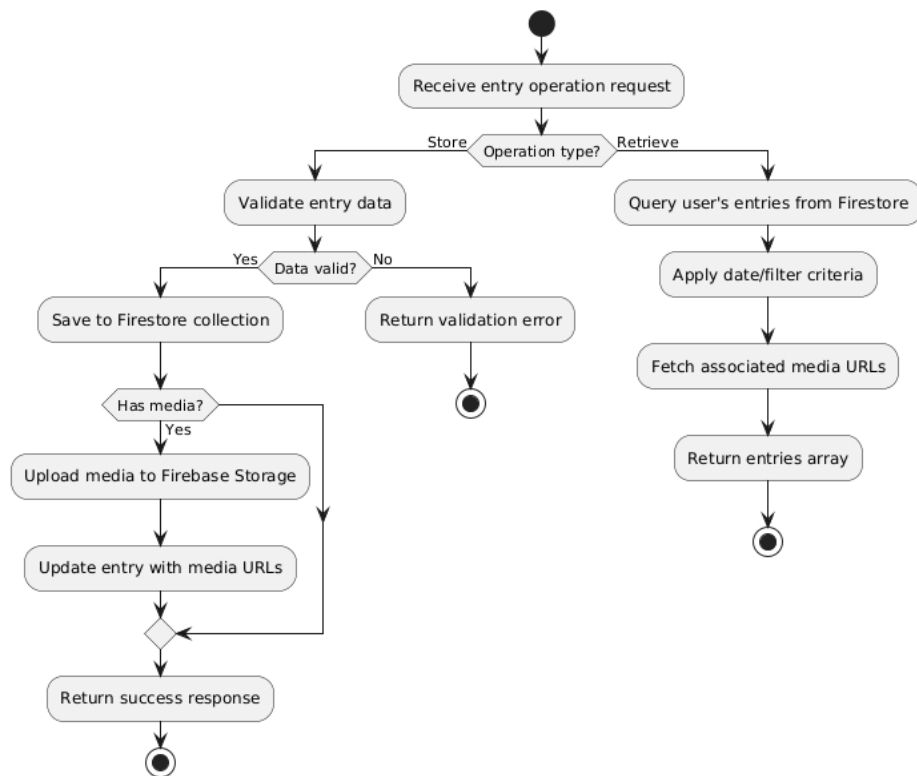 Receive entry operation request
Store
Operation type?
Retrieve
Validate entry data
Query user's entries from Firestore
Yes
Data valid?
No
Apply date/filter criteria
Save to Firestore collection
Return validation error
Fetch associated media URLs
Has media?
Yes
Return entries array
Upload media to Firebase Storage
Update entry with media URLs
Return success response